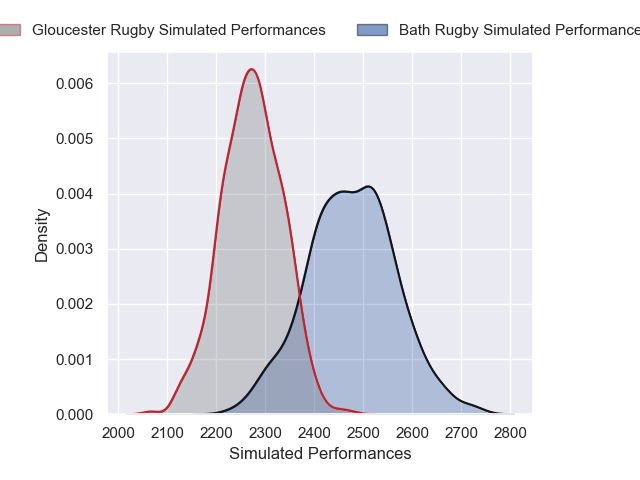 Gloucester Rugby Simulated Performances
Bath Rugby Simulated Performance
0.006
0.005
0.004
0.003
0.002
0.001
0.000
Density
2000 2100 2200 2300 2400 2500 2600 2700 2800
Simulated Performances